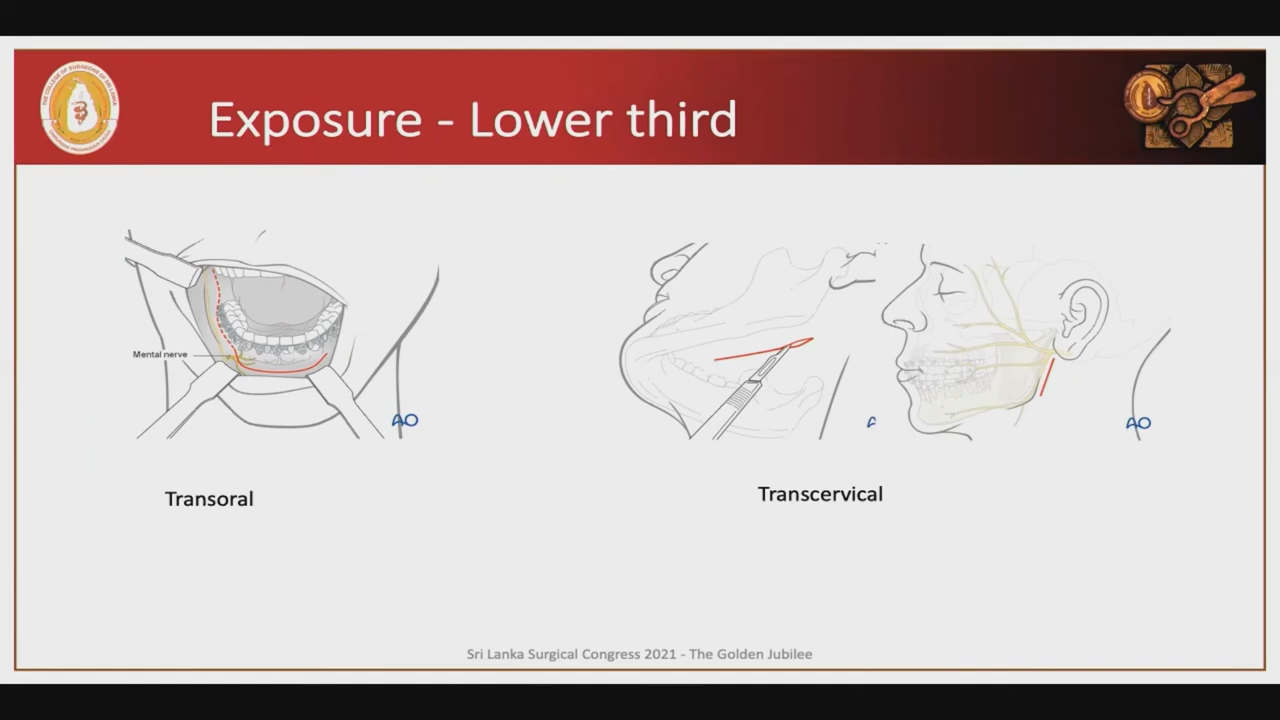 Exposure - Lower third
Mental nerve
AO
AO
Transoral
Transcervical
Sri Lanka Surgical Congress 2021 - The Golden Jubilee